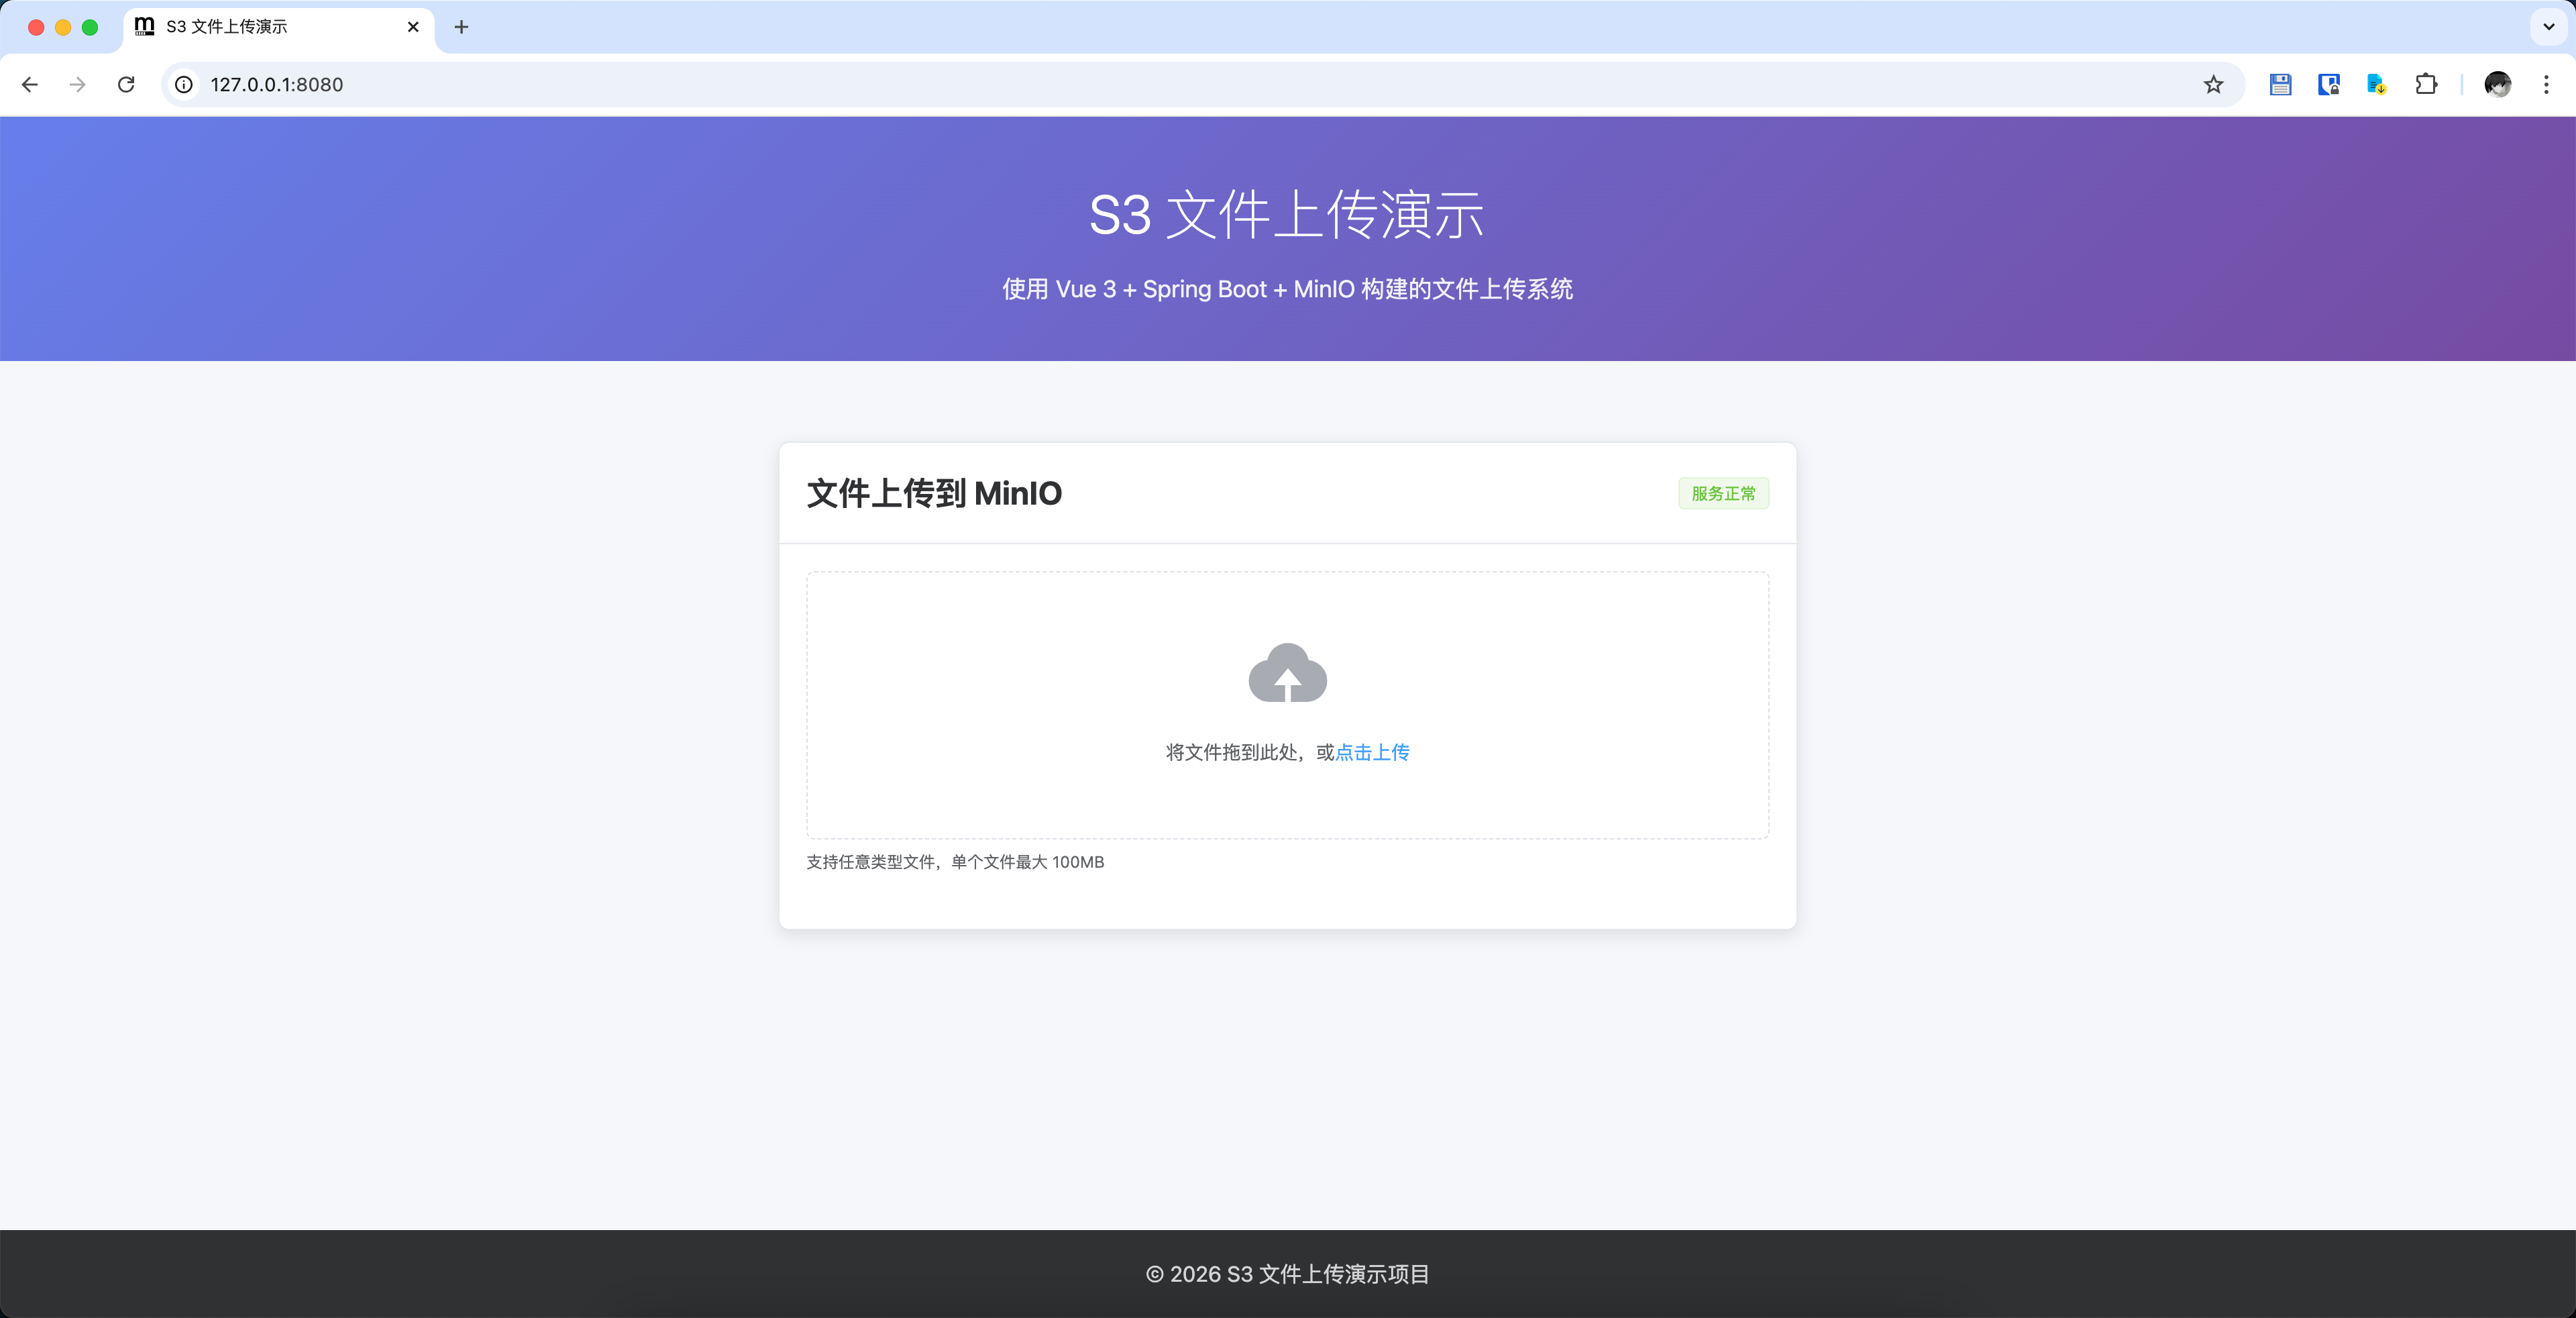 S3 文件上传演示
127.0.0.1:8080
S3 文件上传演示
使用 Vue 3 + Spring Boot + MinIO 构建的文件上传系统
文件上传到 MinIO
服务正常
将文件拖到此处，或点击上传
支持任意类型文件，单个文件最大 100MB
© 2026 S3 文件上传演示项目